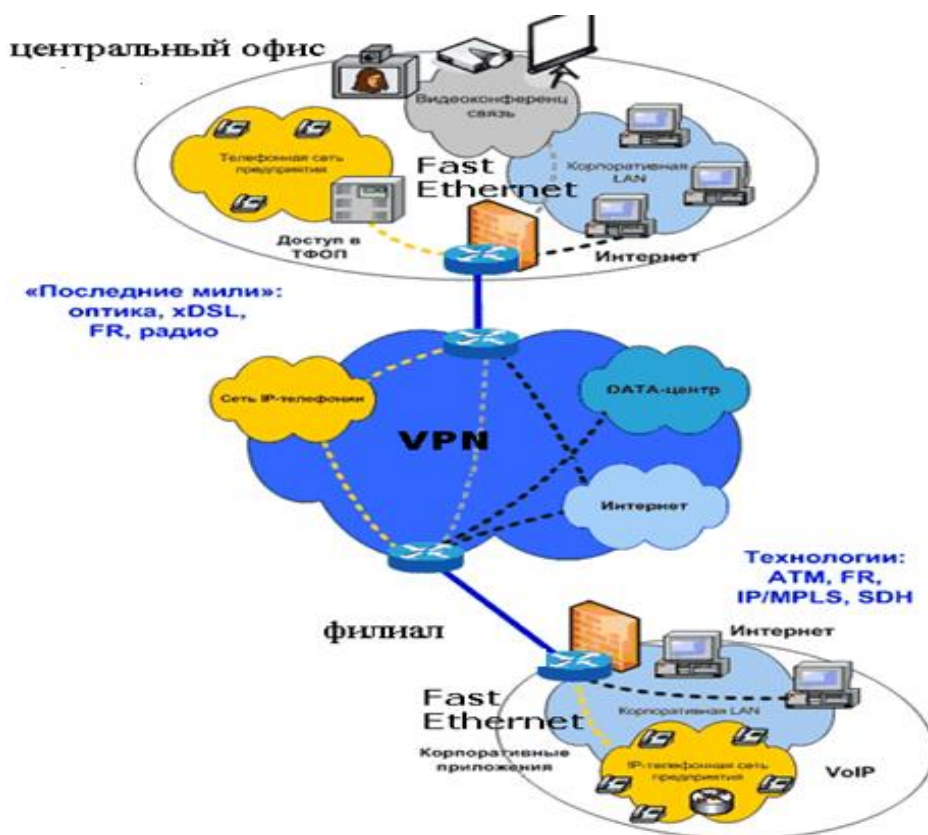 центральный офис
Видеоконференц
связь
Телефонная сеть
предприятия
Fast
Ethernet
Корпоративная
LAN
Доступ в
ТФОП
Интернет
«Последние мили»:
оптика, xDSL,
FR, радио
Сеть IP-телефонии
DATA-центр
VPN
Интернет
Технологии:
ATM, FR,
IP/MPLS, SDH
филиал
Интернет
Fast
Ethernet
Корпоративная LAN
Корпоративные
приложения
IP-телефонная сеть
предприятия
VoIP